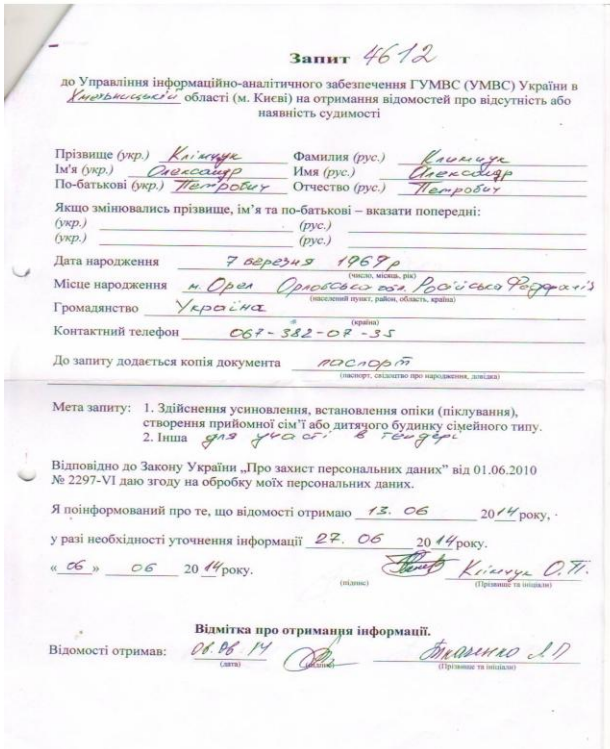 Запит 4612
до Управління інформаційно-аналітичного забезпечення ГУМВС (УМВС) України в
Хмельницькій області (м. Києві) на отримання відомостей про відсутність або
наявність судимості
Прізвище (укр.) Клімчук Фамилия (рус.) Климчук
Ім'я (укр.) Олександр Имя (рус.) Александр
По-батькові (укр.) Петрович Отчество (рус.) Петрович
Якщо змінювались прізвище, ім'я та по-батькові – вказати попередні:
(укр.) (рус.)
(укр.) (рус.)
Дата народження 7 березня 1969 р
(число, місяць, рік)
Місце народження м. Орел Орловська обл. Російська Федерація
(населений пункт, район, область, країна)
Громадянство Україна
(країна)
Контактний телефон 067-382-07-35
До запиту додається копія документа паспорт
(паспорт, свідоцтво про народження, довідка)
Мета запиту: 1. Здійснення усиновлення, встановлення опіки (піклування),
створення прийомної сім'ї або дитячого будинку сімейного типу.
2. Інша для участі в тендері
Відповідно до Закону України „Про захист персональних даних" від 01.06.2010
№ 2297-VI даю згоду на обробку моїх персональних даних.
Я поінформований про те, що відомості отримаю 13. 06 2014 року,
у разі необхідності уточнення інформації 27. 06 2014 року.
« 06 » 06 2014 року. Клімчук О.П.
(підпис) (Прізвище та ініціали)
Відмітка про отримання інформації.
Відомості отримав: 06.06.14 Ткаченко Л П
(дата) (підпис) (Прізвище та ініціали)